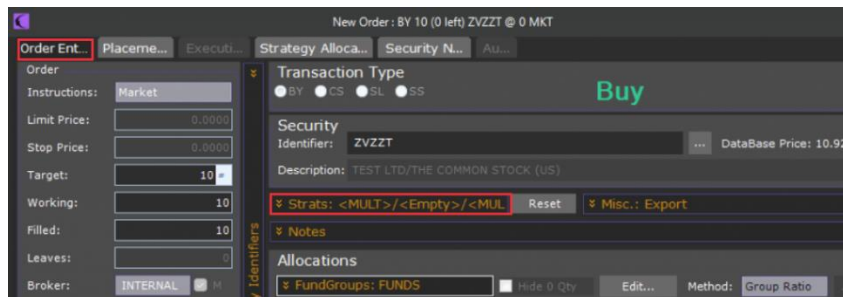 New Order : BY 10 (0 left) ZVZZT @ 0 MKT
Order Ent... Placeme... Executi... Strategy Alloca... Security N... Au...
Order
Instructions: Market
Limit Price: 0.0000
Stop Price: 0.0000
Target: 10
Working: 10
Filled: 10
Leaves: 0
Broker: INTERNAL M
Identifiers
Transaction Type
BY CS SL SS
Buy
Security
Identifier: ZVZZT ... DataBase Price: 10.92
Description: TEST LTD/THE COMMON STOCK (US)
Strats: <MULT>/<Empty>/<MUL Reset Misc.: Export
Notes
Allocations
FundGroups: FUNDS Hide 0 Qty Edit... Method: Group Ratio